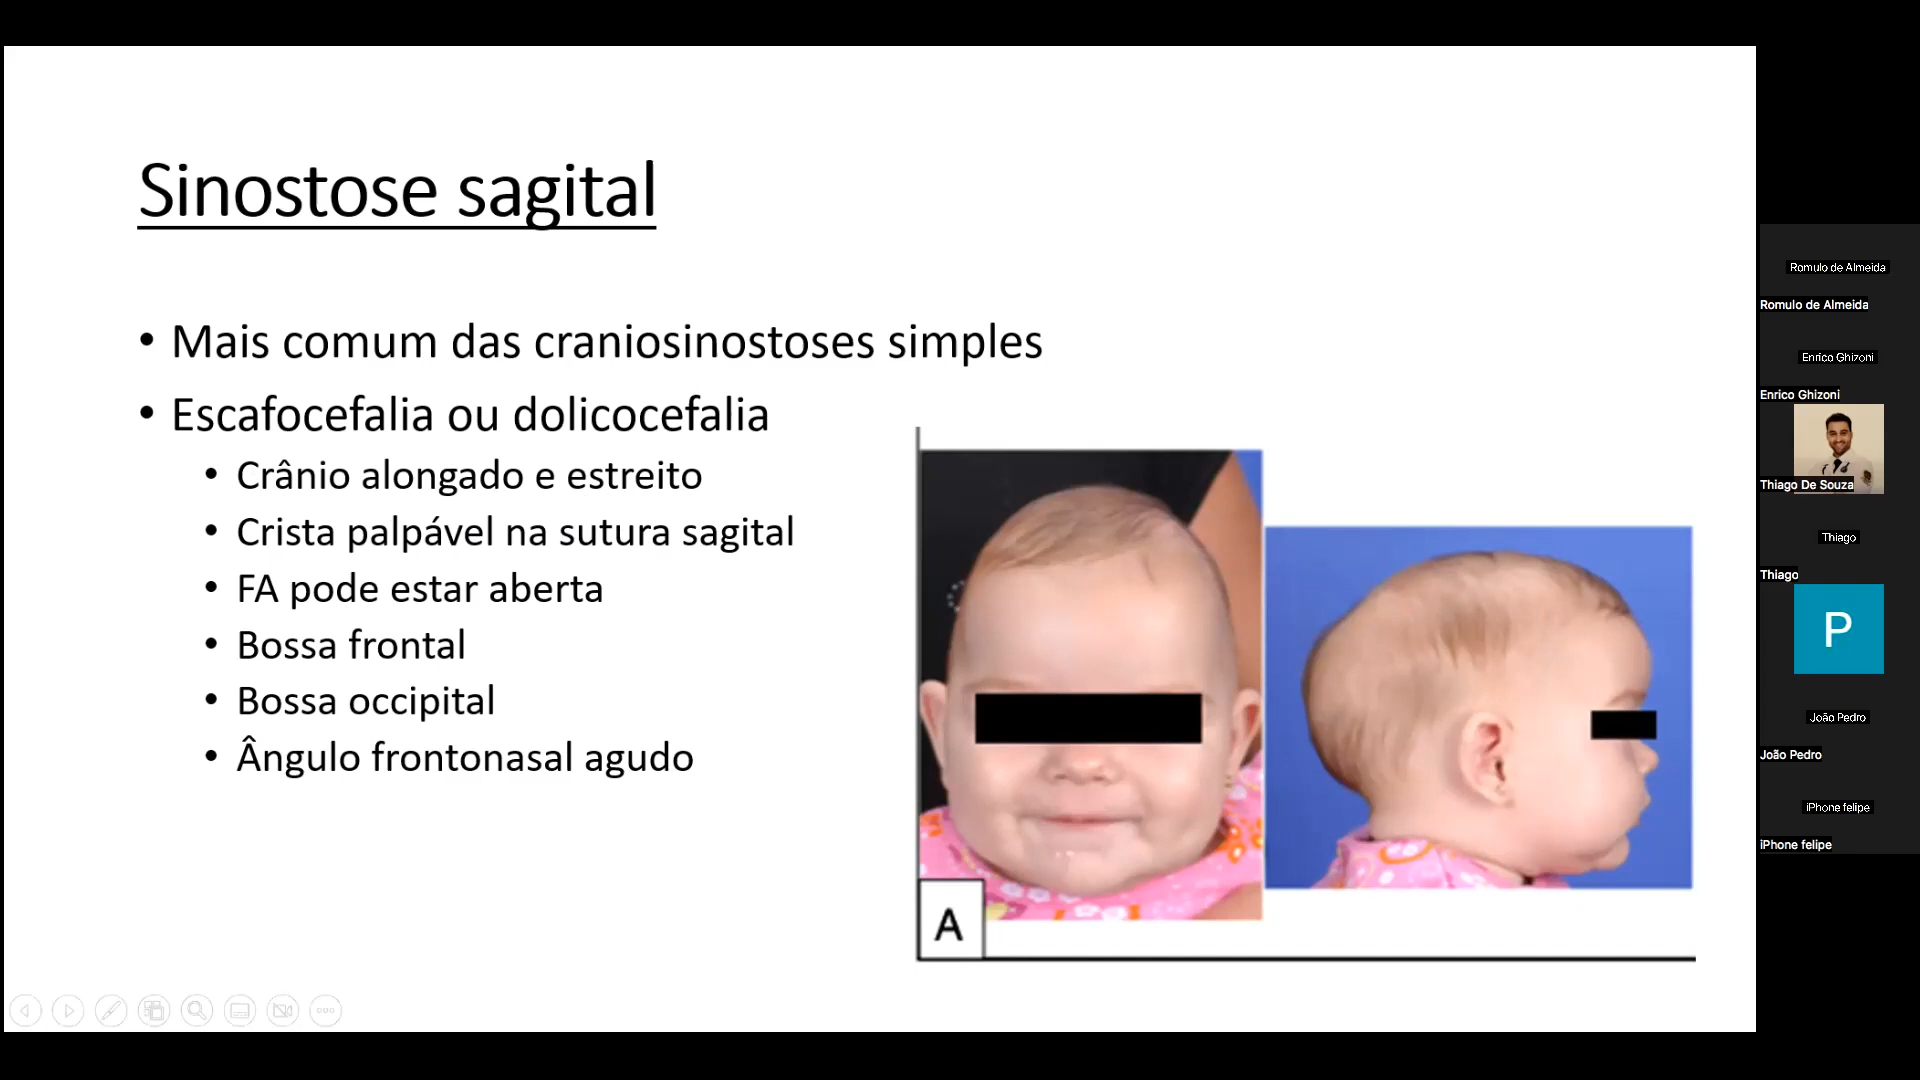 Sinostose sagital
• Mais comum das craniosinostoses simples
• Escafocefalia ou dolicocefalia
• Crânio alongado e estreito
• Crista palpável na sutura sagital
• FA pode estar aberta
• Bossa frontal
• Bossa occipital
• Ângulo frontonasal agudo
A
Romulo de Almeida
Romulo de Almeida
Enrico Ghizoni
Enrico Ghizoni
Thiago De Souza
Thiago
Thiago
P
João Pedro
João Pedro
iPhone felipe
iPhone felipe